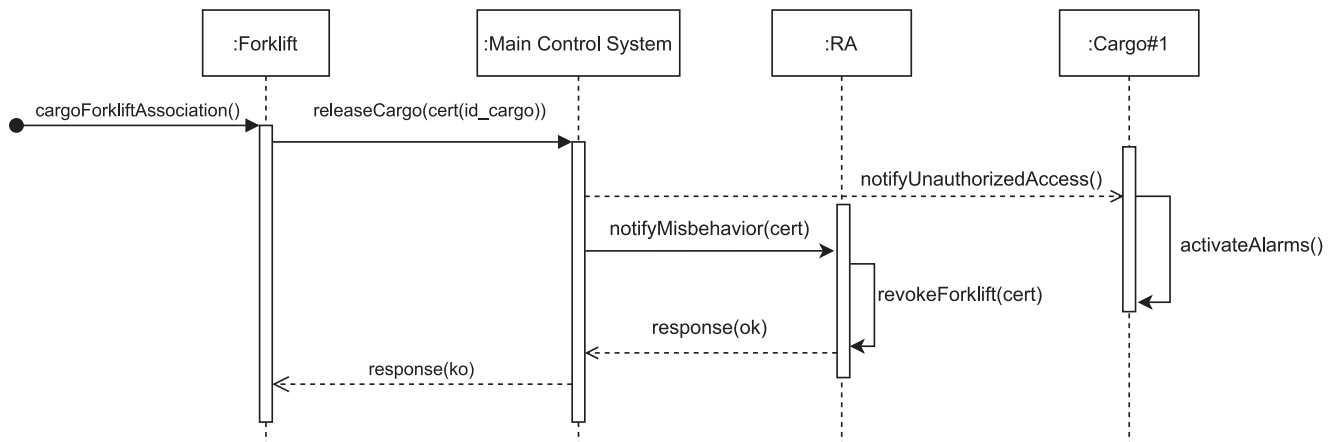 :Forklift
:Main Control System
:RA
:Cargo#1
cargoForkliftAssociation()
releaseCargo(cert(id_cargo))
notifyUnauthorizedAccess()
notifyMisbehavior(cert)
activateAlarms()
revokeForklift(cert)
response(ok)
response(ko)